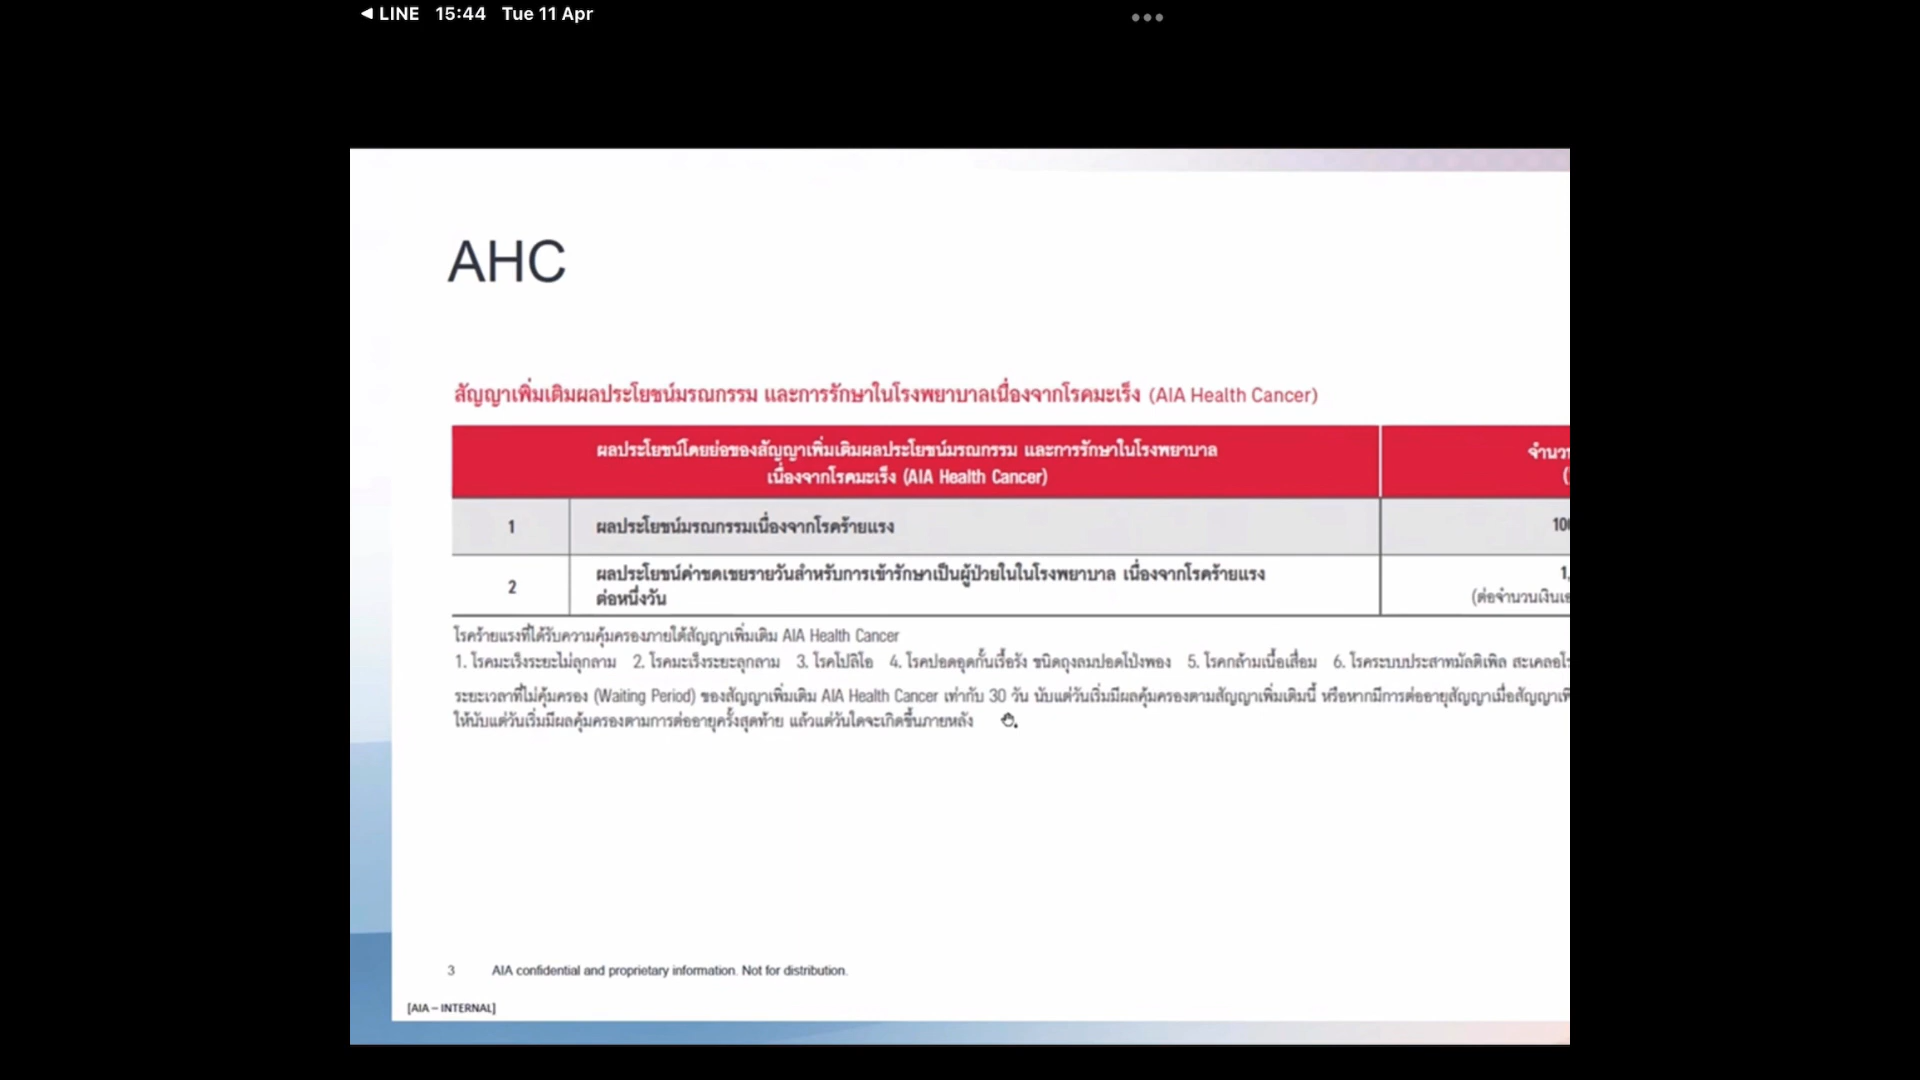 ◀ LINE 15:44 Tue 11 Apr
AHC
สัญญาเพิ่มเติมผลประโยชน์มรณกรรม และการรักษาในโรงพยาบาลเนื่องจากโรคมะเร็ง (AIA Health Cancer)
ผลประโยชน์โดยย่อของสัญญาเพิ่มเติมผลประโยชน์มรณกรรม และการรักษาในโรงพยาบาล
เนื่องจากโรคมะเร็ง (AIA Health Cancer)
1 ผลประโยชน์มรณกรรมเนื่องจากโรคร้ายแรง
2 ผลประโยชน์ค่าชดเชยรายวันสำหรับการเข้ารักษาเป็นผู้ป่วยในในโรงพยาบาล เนื่องจากโรคร้ายแรง
ต่อหนึ่งวัน
โรคร้ายแรงที่ได้รับความคุ้มครองภายใต้สัญญาเพิ่มเติม AIA Health Cancer
1. โรคมะเร็งระยะไม่ลุกลาม 2. โรคมะเร็งระยะลุกลาม 3. โรคโปลิโอ 4. โรคปอดอุดกั้นเรื้อรัง ชนิดถุงลมปอดโป่งพอง 5. โรคกล้ามเนื้อเสื่อม 6. โรคระบบประสาทมัลติเพิล
ระยะเวลาที่ไม่คุ้มครอง (Waiting Period) ของสัญญาเพิ่มเติม AIA Health Cancer เท่ากับ 30 วัน นับแต่วันเริ่มมีผลคุ้มครองตามสัญญาเพิ่มเติมนี้ หรือหากมีการต่ออายุสัญญาเมื่อ
ให้นับแต่วันเริ่มมีผลคุ้มครองตามการต่ออายุครั้งสุดท้าย แล้วแต่วันใดจะเกิดขึ้นภายหลัง
3 AIA confidential and proprietary information. Not for distribution.
[AIA – INTERNAL]